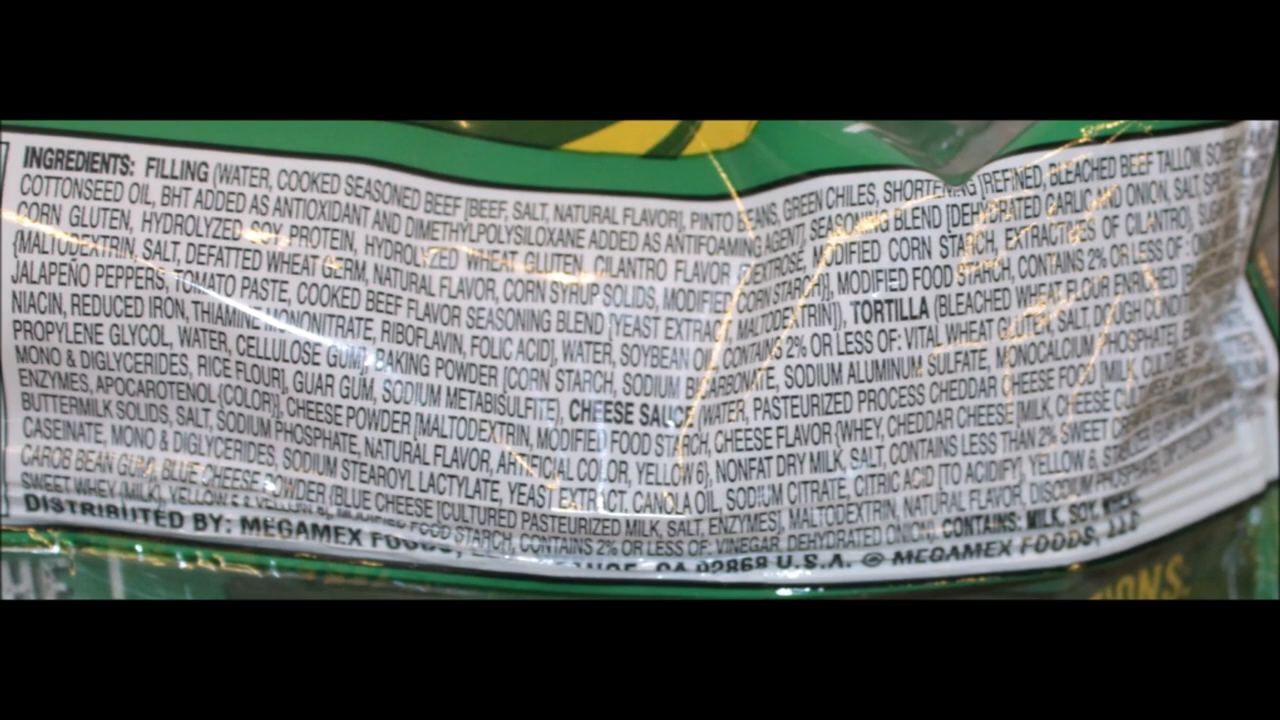 INGREDIENTS: FILLING (WATER, COOKED SEASONED BEEF [BEEF, SALT, NATURAL FLAVOR], PINTO BEANS, GREEN CHILES, SHORTENING [REFINED, BLEACHED BEEF TALLOW,
COTTONSEED OIL, BHT ADDED AS ANTIOXIDANT AND DIMETHYLPOLYSILOXANE ADDED AS ANTIFOAMING AGENT], SEASONING BLEND [DEHYDRATED GARLIC AND ONION, SALT,
CORN GLUTEN, HYDROLYZED SOY PROTEIN, HYDROLYZED WHEAT GLUTEN, CILANTRO FLAVOR {DEXTROSE, MODIFIED CORN STARCH, EXTRACTIVES OF CILANTRO},
{MALTODEXTRIN, SALT, DEFATTED WHEAT GERM, NATURAL FLAVOR, CORN SYRUP SOLIDS, MODIFIED CORN STARCH}], MODIFIED FOOD STARCH, CONTAINS 2% OR LESS OF:
JALAPEÑO PEPPERS, TOMATO PASTE, COOKED BEEF FLAVOR SEASONING BLEND [YEAST EXTRACT, MALTODEXTRIN]), TORTILLA (BLEACHED WHEAT FLOUR ENRICHED
NIACIN, REDUCED IRON, THIAMINE MONONITRATE, RIBOFLAVIN, FOLIC ACID], WATER, SOYBEAN OIL, CONTAINS 2% OR LESS OF: VITAL WHEAT GLUTEN, SALT, DOUGH
PROPYLENE GLYCOL, WATER, CELLULOSE GUM], BAKING POWDER [CORN STARCH, SODIUM BICARBONATE, SODIUM ALUMINUM SULFATE, MONOCALCIUM PHOSPHATE],
MONO & DIGLYCERIDES, RICE FLOUR], GUAR GUM, SODIUM METABISULFITE), CHEESE SAUCE (WATER, PASTEURIZED PROCESS CHEDDAR CHEESE FOOD [MILK, CULTURE,
ENZYMES, APOCAROTENOL {COLOR}], CHEESE POWDER [MALTODEXTRIN, MODIFIED FOOD STARCH, CHEESE FLAVOR {WHEY, CHEDDAR CHEESE [MILK, CHEESE
BUTTERMILK SOLIDS, SALT, SODIUM PHOSPHATE, NATURAL FLAVOR, ARTIFICIAL COLOR, YELLOW 6}, NONFAT DRY MILK, SALT, CONTAINS LESS THAN 2% SWEET
CASEINATE, MONO & DIGLYCERIDES, SODIUM STEAROYL LACTYLATE, YEAST EXTRACT, CANOLA OIL, SODIUM CITRATE, CITRIC ACID [TO ACIDIFY], YELLOW 6,
CAROB BEAN GUM, BLUE CHEESE POWDER {BLUE CHEESE [CULTURED PASTEURIZED MILK, SALT, ENZYMES], MALTODEXTRIN, NATURAL FLAVOR, DISODIUM PHOSPHATE,
SWEET WHEY (MILK), YELLOW 5 & YELLOW 6, MODIFIED FOOD STARCH, CONTAINS 2% OR LESS OF: VINEGAR, DEHYDRATED ONION). CONTAINS: MILK, SOY, WHEAT.
DISTRIBUTED BY: MEGAMEX FOODS, CA 92868 U.S.A. © MEGAMEX FOODS, LLC